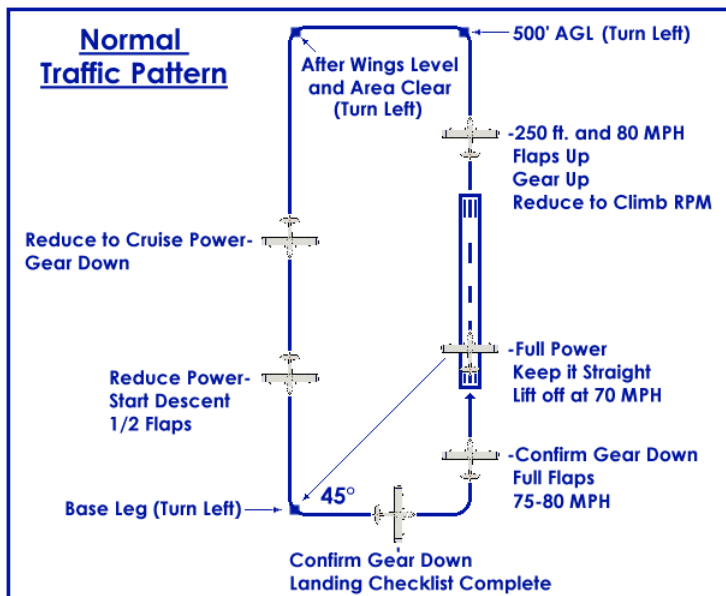 Normal
Traffic Pattern
500' AGL (Turn Left)
After Wings Level
and Area Clear
(Turn Left)
-250 ft. and 80 MPH
Flaps Up
Gear Up
Reduce to Climb RPM
Reduce to Cruise Power-
Gear Down
-Full Power
Keep it Straight
Lift off at 70 MPH
Reduce Power-
Start Descent
1/2 Flaps
-Confirm Gear Down
Full Flaps
75-80 MPH
45°
Base Leg (Turn Left)
Confirm Gear Down
Landing Checklist Complete